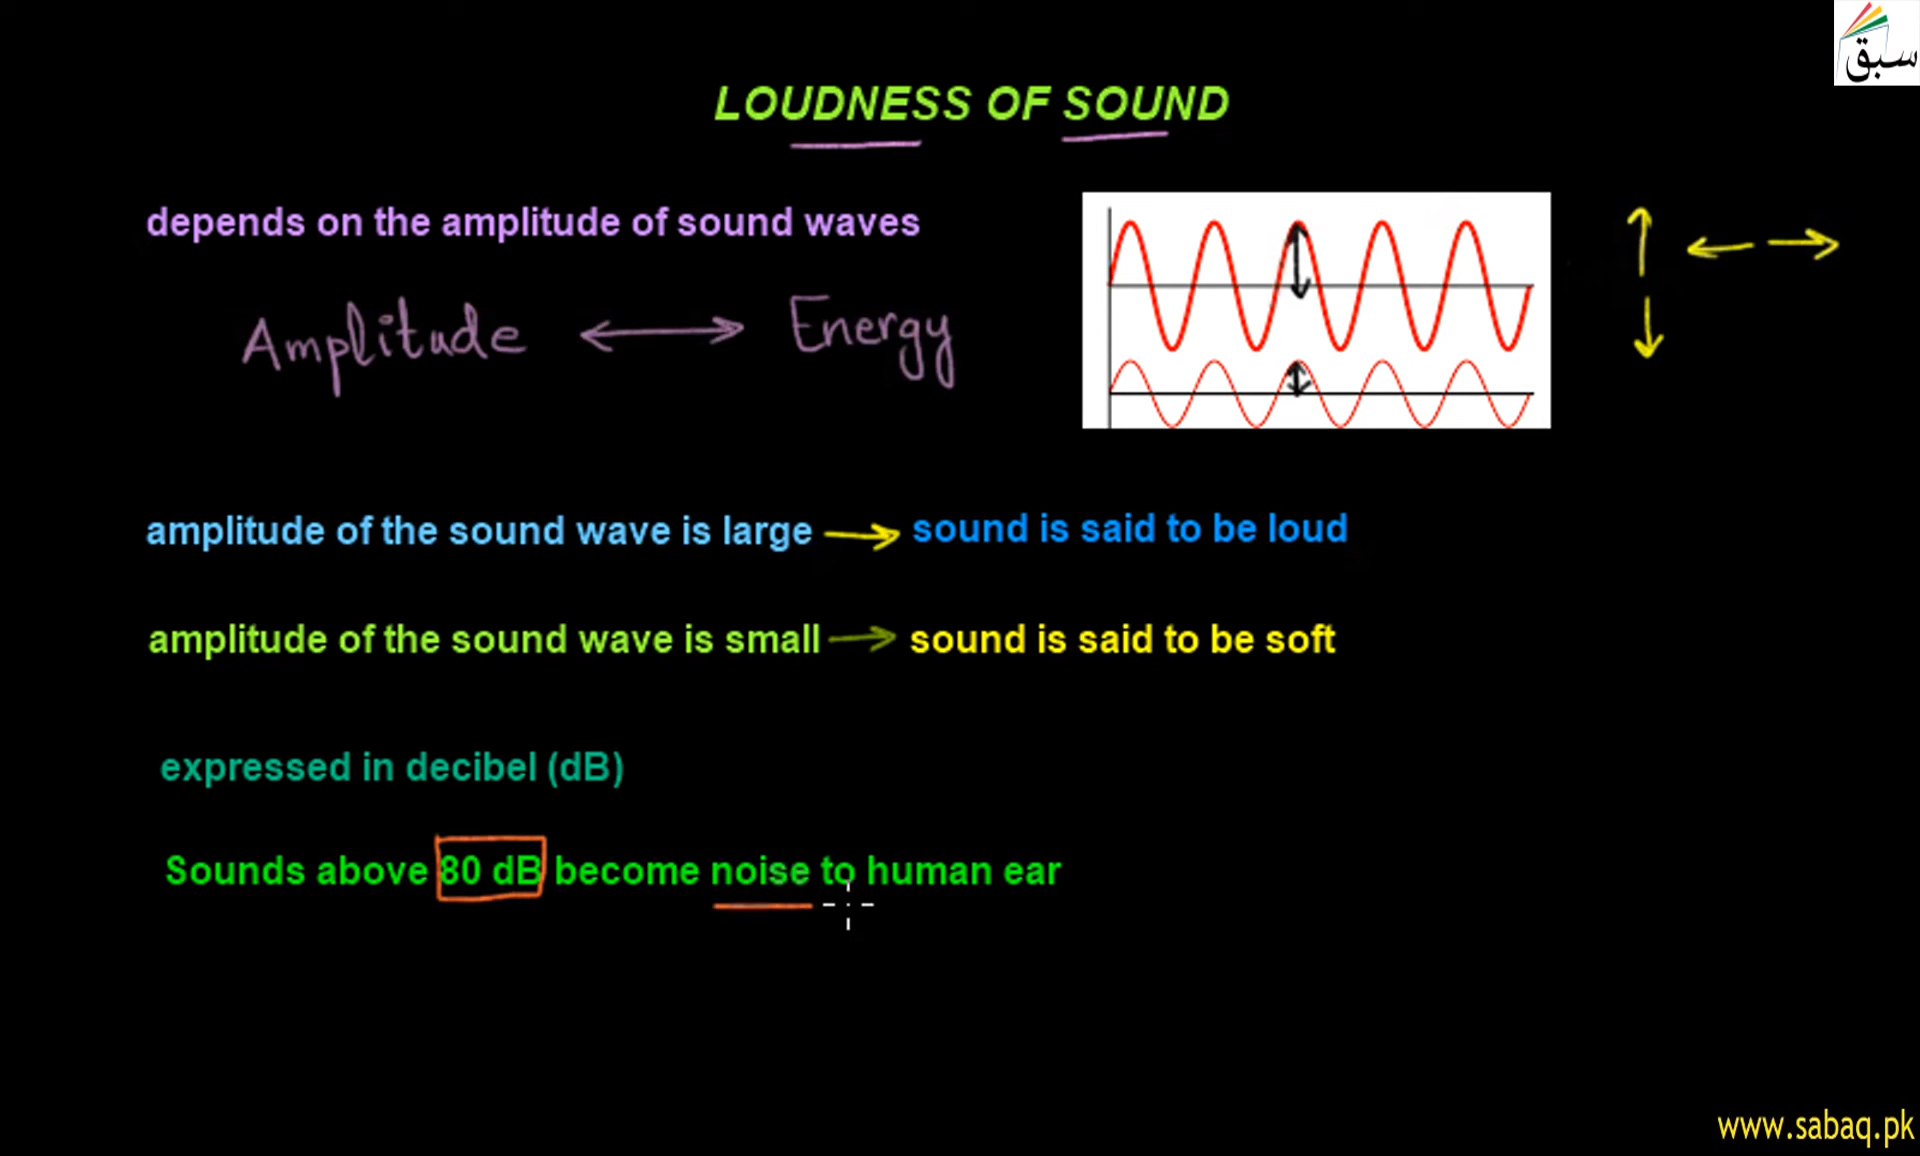 سبق
LOUDNESS OF SOUND
depends on the amplitude of sound waves
Amplitude ⟷ Energy
amplitude of the sound wave is large → sound is said to be loud
amplitude of the sound wave is small → sound is said to be soft
expressed in decibel (dB)
Sounds above 80 dB become noise to human ear
www.sabaq.pk